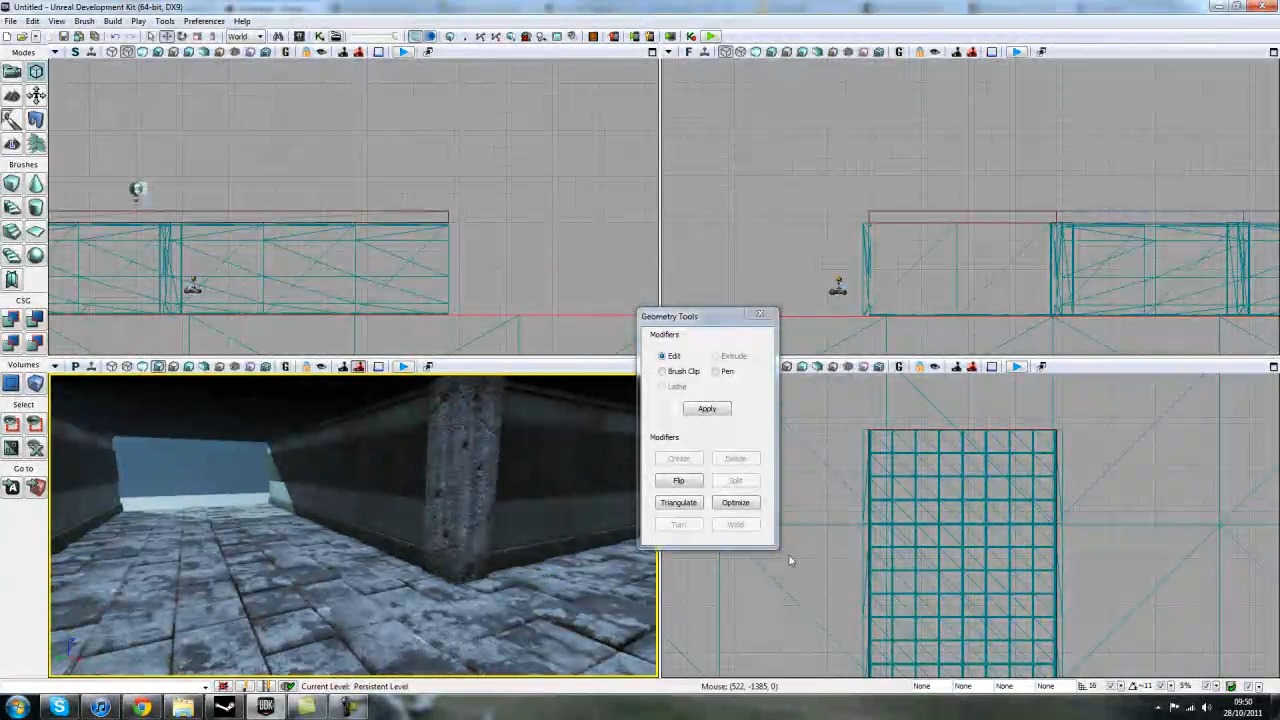 Untitled - Unreal Development Kit (64-bit, DX9)
File Edit View Brush Build Play Tools Preferences Help
World
Modes
S
G
F
G
Brushes
CSG
Volumes
P
G
G
Select
Go to
Geometry Tools
Modifiers
Edit Extrude
Brush Clip Pen
Lathe
Apply
Modifiers
Create Delete
Flip Split
Triangulate Optimize
Turn Weld
Current Level: Persistent Level
Mouse: (522, -1385, 0)
None None None None
16 ~11 5%
UDK
09:50
28/10/2011